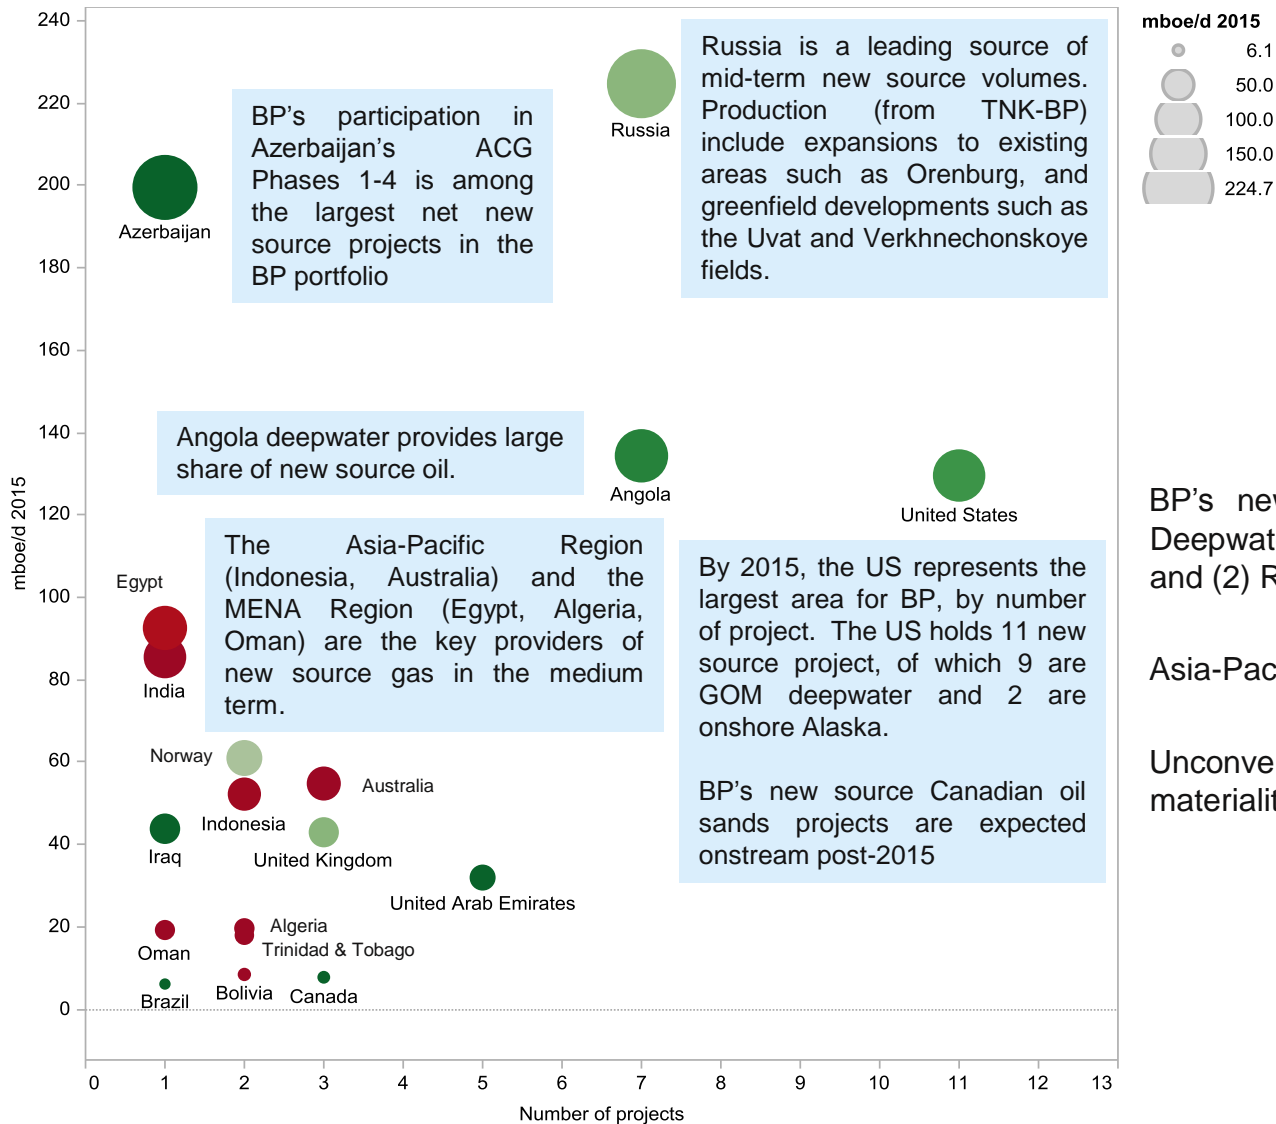 240
220
200
180
160
140
120
100
80
60
40
20
0
mboe/d 2015
0
1
2
3
4
5
6
7
8
9
10
11
12
13
Number of projects
Azerbaijan
BP's participation in
Azerbaijan's ACG
Phases 1-4 is among
the largest net new
source projects in the
BP portfolio
Russia
Russia is a leading source of
mid-term new source volumes.
Production (from TNK-BP)
include expansions to existing
areas such as Orenburg, and
greenfield developments such as
the Uvat and Verkhnechonskoye
fields.
Angola deepwater provides large
share of new source oil.
Angola
United States
The Asia-Pacific Region
(Indonesia, Australia) and the
MENA Region (Egypt, Algeria,
Oman) are the key providers of
new source gas in the medium
term.
By 2015, the US represents the
largest area for BP, by number
of project. The US holds 11 new
source project, of which 9 are
GOM deepwater and 2 are
onshore Alaska.
BP's new source Canadian oil
sands projects are expected
onstream post-2015
Egypt
India
Norway
Indonesia
Australia
Iraq
United Kingdom
United Arab Emirates
Oman
Algeria
Trinidad & Tobago
Brazil
Bolivia
Canada
mboe/d 2015
6.1
50.0
100.0
150.0
224.7
BP's
and (2)